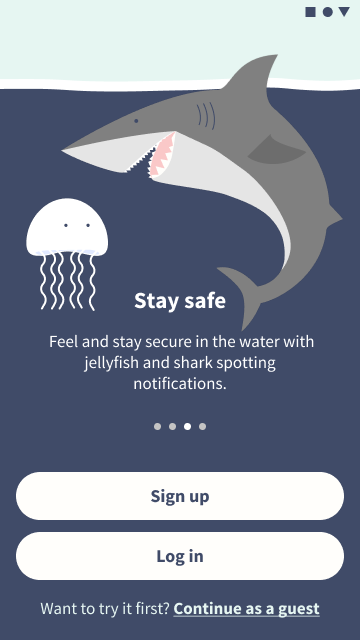 Stay safe
Feel and stay secure in the water with
jellyfish and shark spotting
notifications.
Sign up
Log in
Want to try it first? Continue as a guest